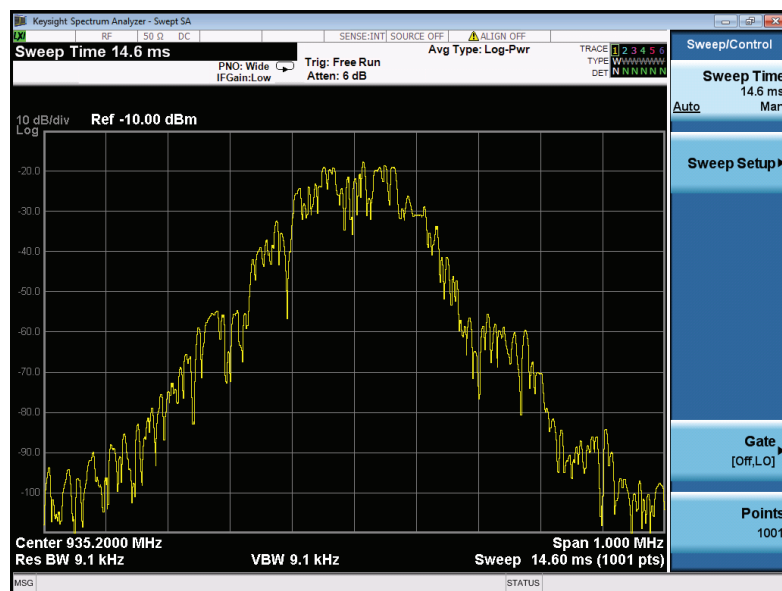 Keysight Spectrum Analyzer - Swept SA
LXI RF 50 Ω DC SENSE:INT SOURCE OFF ALIGN OFF
Sweep Time 14.6 ms
PNO: Wide
IFGain:Low
Trig: Free Run
Atten: 6 dB
Avg Type: Log-Pwr
TRACE 1 2 3 4 5 6
TYPE W W W W W W
DET N N N N N N
10 dB/div Ref -10.00 dBm
Log
-20.0
-30.0
-40.0
-50.0
-60.0
-70.0
-80.0
-90.0
-100
Center 935.2000 MHz Span 1.000 MHz
Res BW 9.1 kHz VBW 9.1 kHz Sweep 14.60 ms (1001 pts)
MSG STATUS
Sweep/Control
Sweep Time
14.6 ms
Auto Man
Sweep Setup
Gate
[Off,LO]
Points
1001